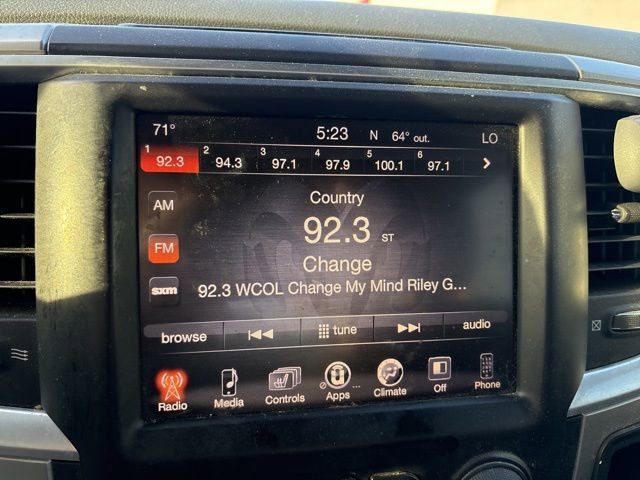 71° 5:23 N 64° out. LO
1 92.3 2 94.3 3 97.1 4 97.9 5 100.1 6 97.1
AM
FM
sxm
Country
92.3 ST
Change
92.3 WCOL Change My Mind Riley G...
browse tune audio
Radio Media Controls Apps ... Climate Off Phone